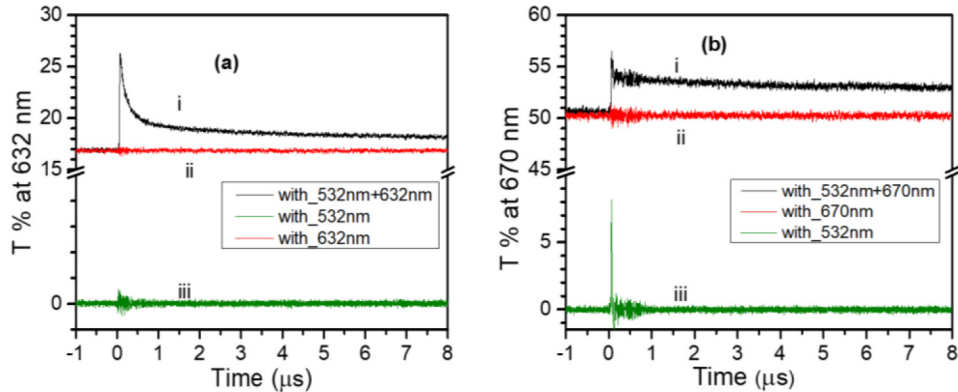 (a)
T % at 632 nm
30
25
20
15
0
i
ii
iii
with_532nm+632nm
with_532nm
with_632nm
-1 0 1 2 3 4 5 6 7 8
Time (μs)
(b)
T % at 670 nm
60
55
50
45
5
0
i
ii
iii
with_532nm+670nm
with_670nm
with_532nm
-1 0 1 2 3 4 5 6 7 8
Time (μs)